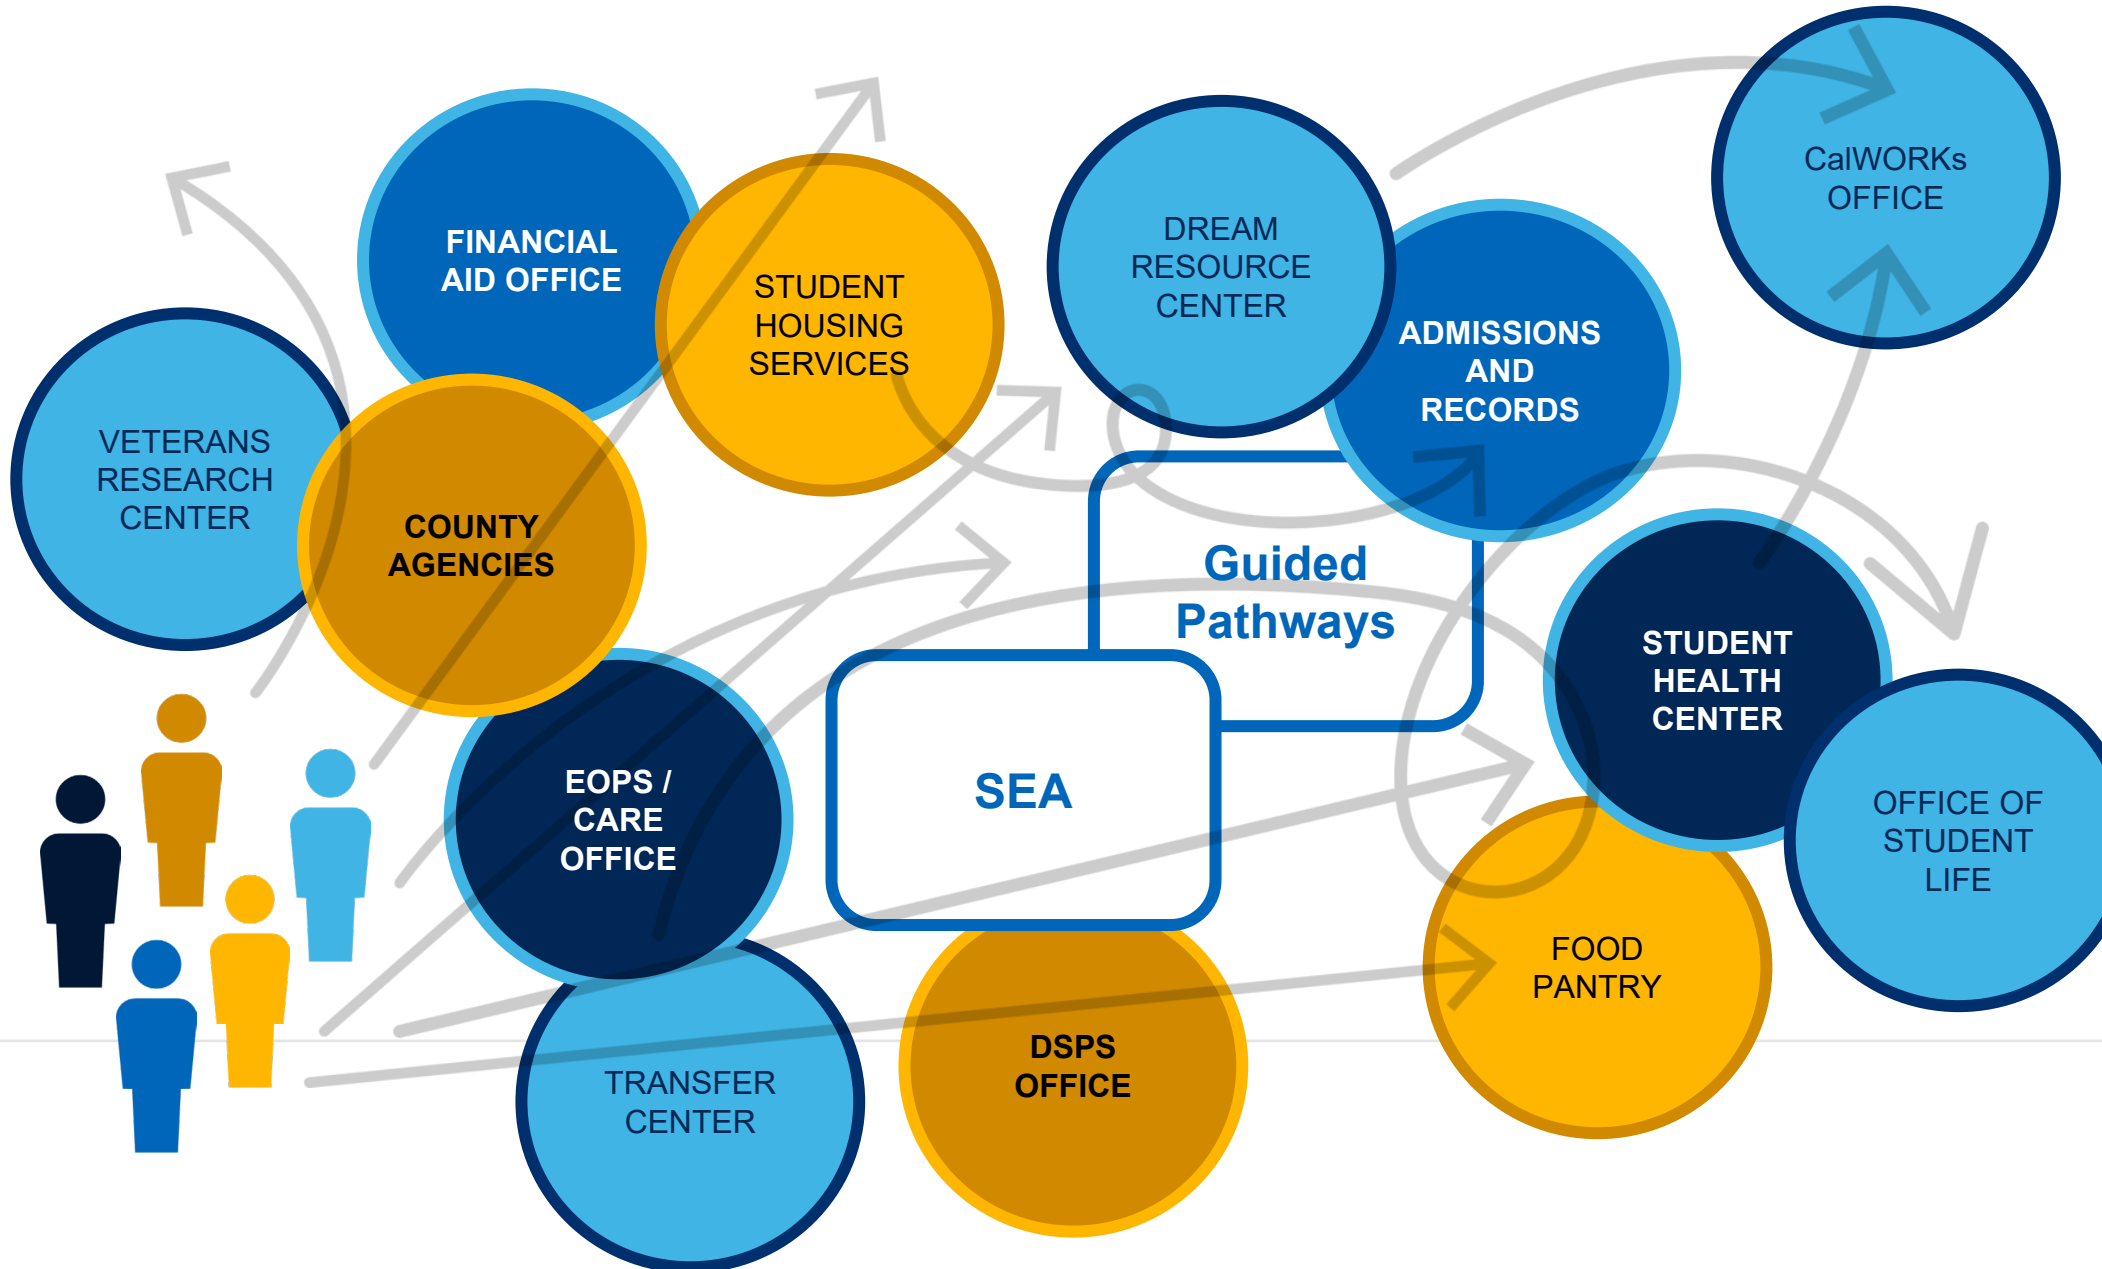 FINANCIAL
AID OFFICE
STUDENT
HOUSING
SERVICES
DREAM
RESOURCE
CENTER
ADMISSIONS
AND
RECORDS
CalWORKs
OFFICE
VETERANS
RESEARCH
CENTER
COUNTY
AGENCIES
Guided
Pathways
STUDENT
HEALTH
CENTER
EOPS /
CARE
OFFICE
SEA
OFFICE OF
STUDENT
LIFE
FOOD
PANTRY
TRANSFER
CENTER
DSPS
OFFICE